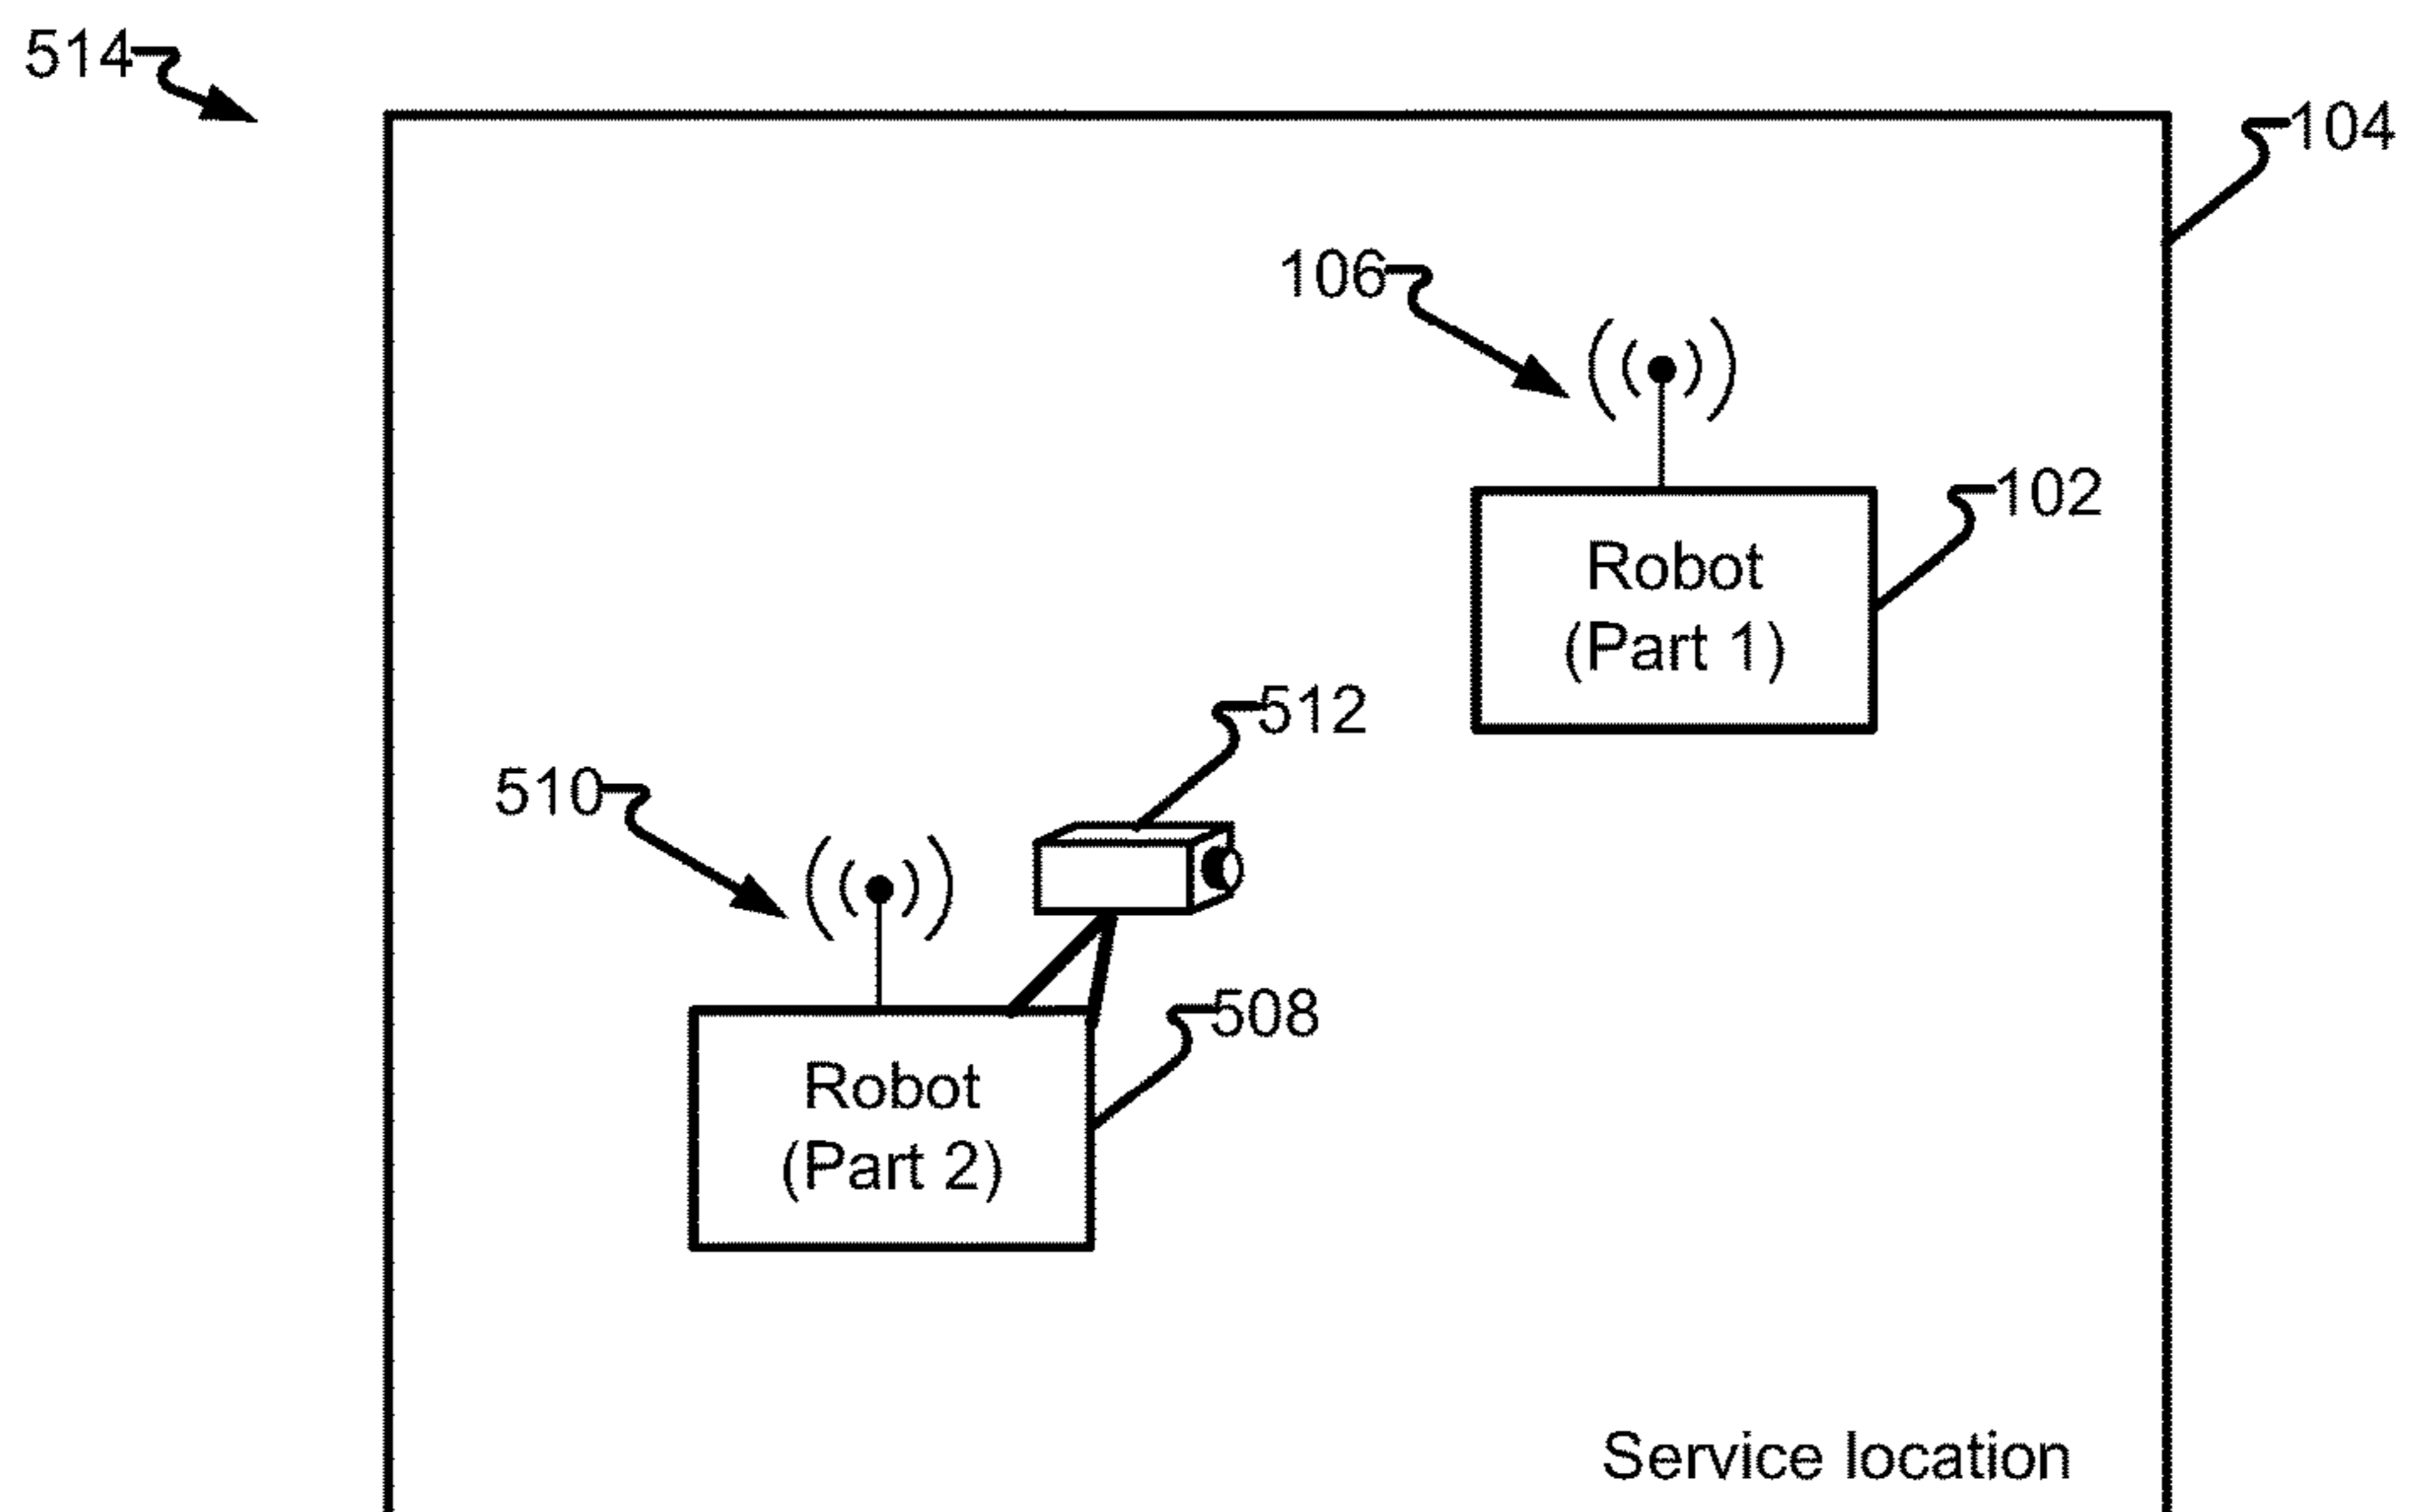 514
104
106
102
Robot
(Part 1)
512
510
508
Robot
(Part 2)
Service location